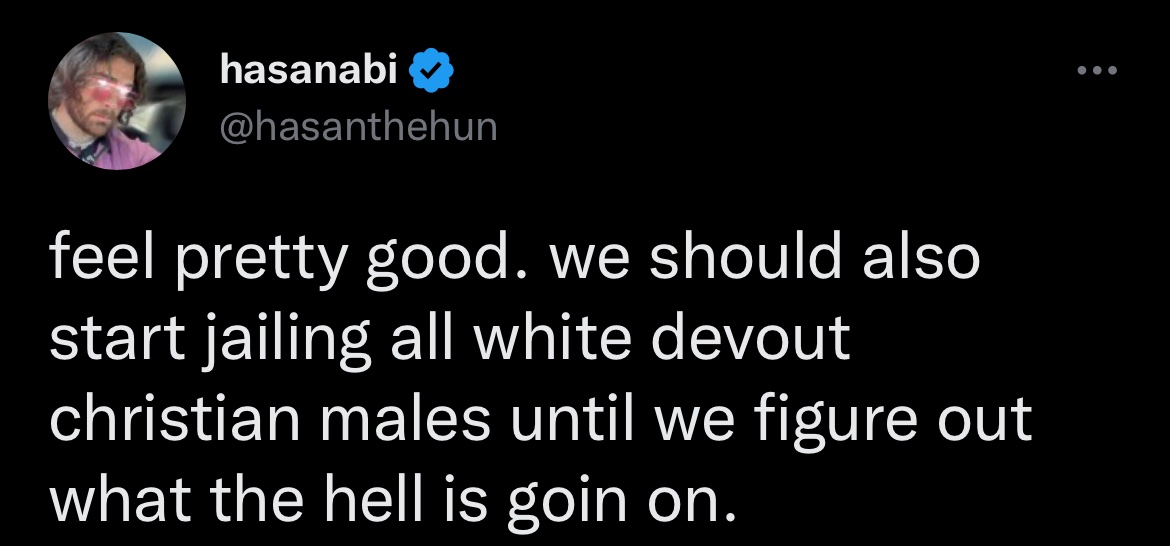 hasanabi
@hasanthehun
feel pretty good. we should also
start jailing all white devout
christian males until we figure out
what the hell is goin on.